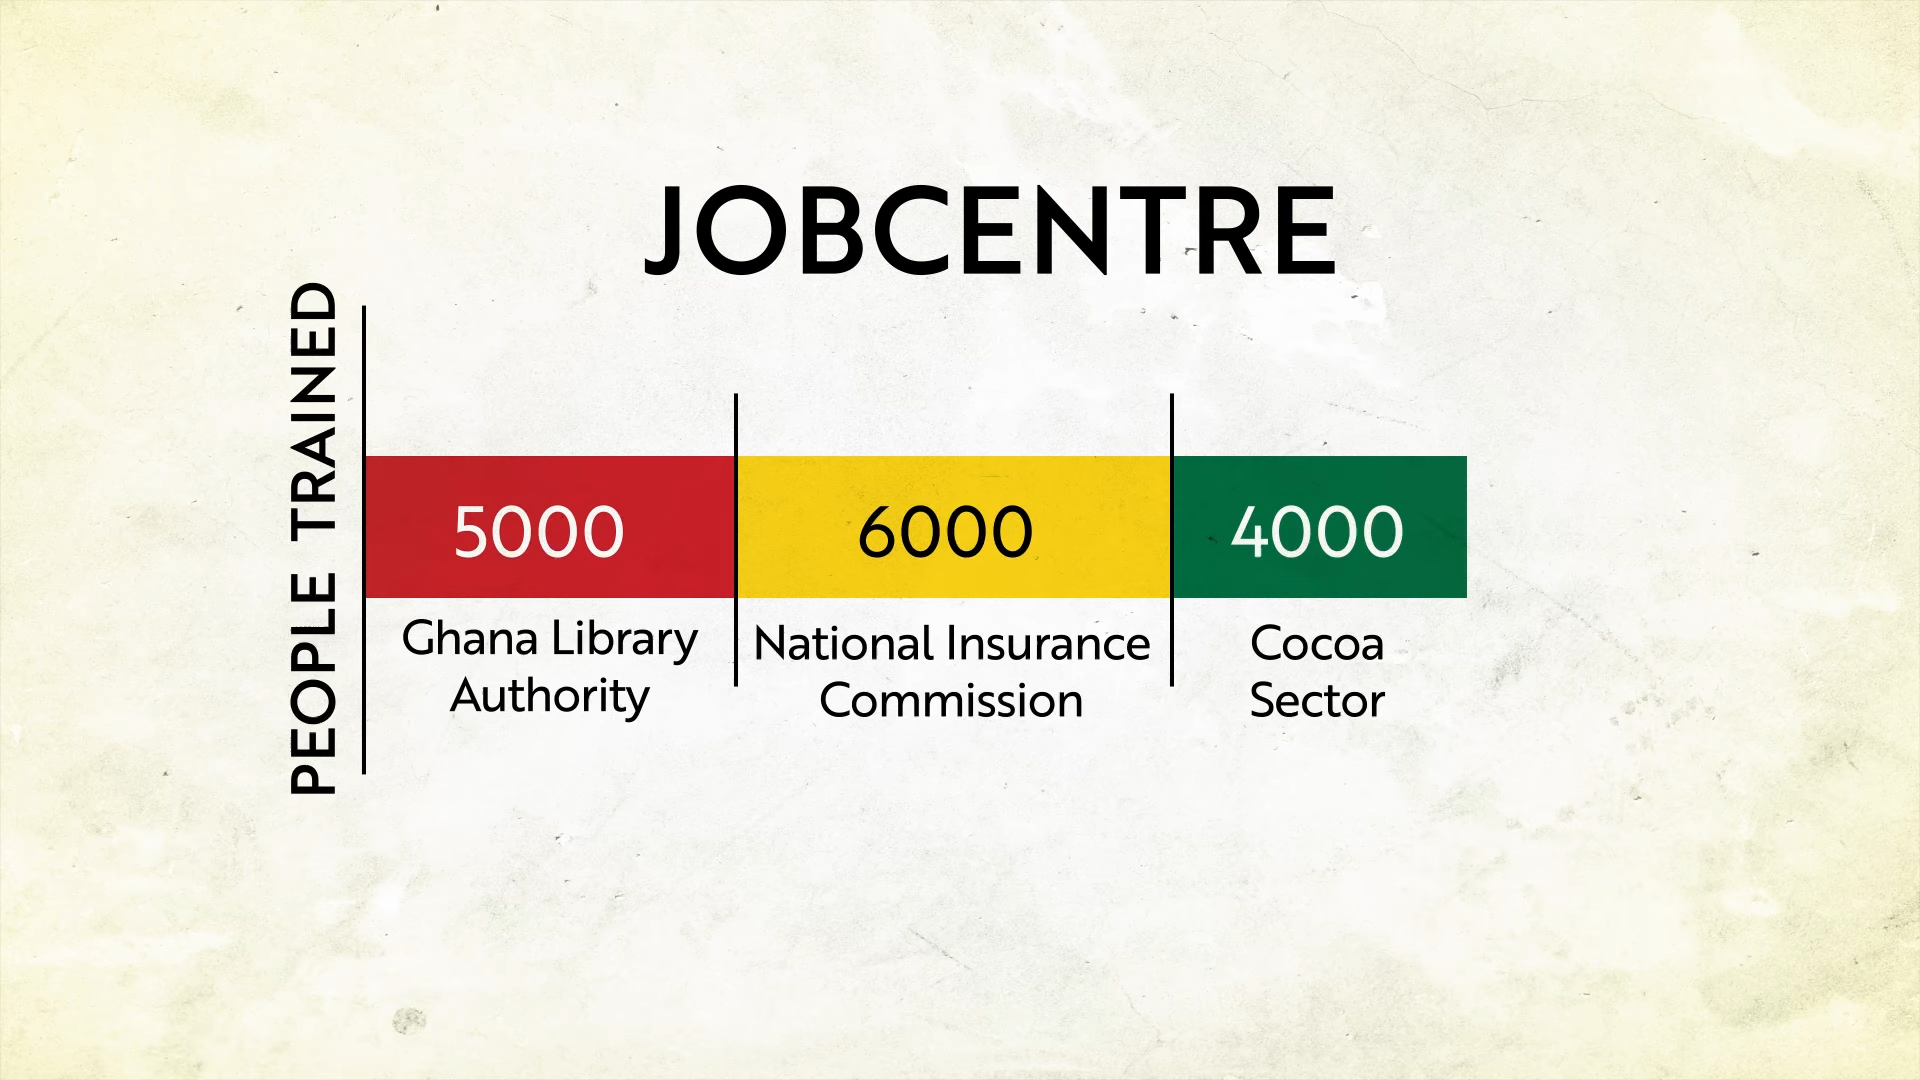 JOBCENTRE
PEOPLE TRAINED
5000
6000
4000
Ghana Library
Authority
National Insurance
Commission
Cocoa
Sector